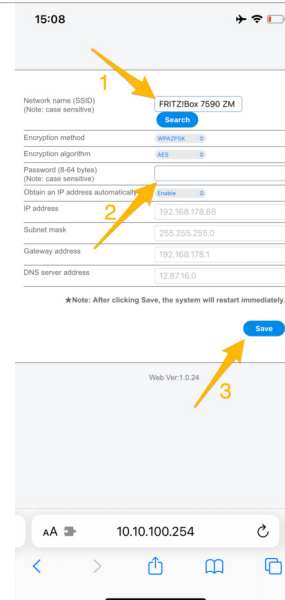 15:08
1
Network name (SSID)
(Note: case sensitive)
FRITZ!Box 7590 ZM
Search
Encryption method
WPA2PSK
Encryption algorithm
AES
Password (8-64 bytes)
(Note: case sensitive)
Obtain an IP address automatically
Enable
IP address
192.168.178.88
2
Subnet mask
255.255.255.0
Gateway address
192.168.178.1
DNS server address
12.87.16.0
★Note: After clicking Save, the system will restart immediately.
Save
Web Ver:1.0.24
3
AA
10.10.100.254